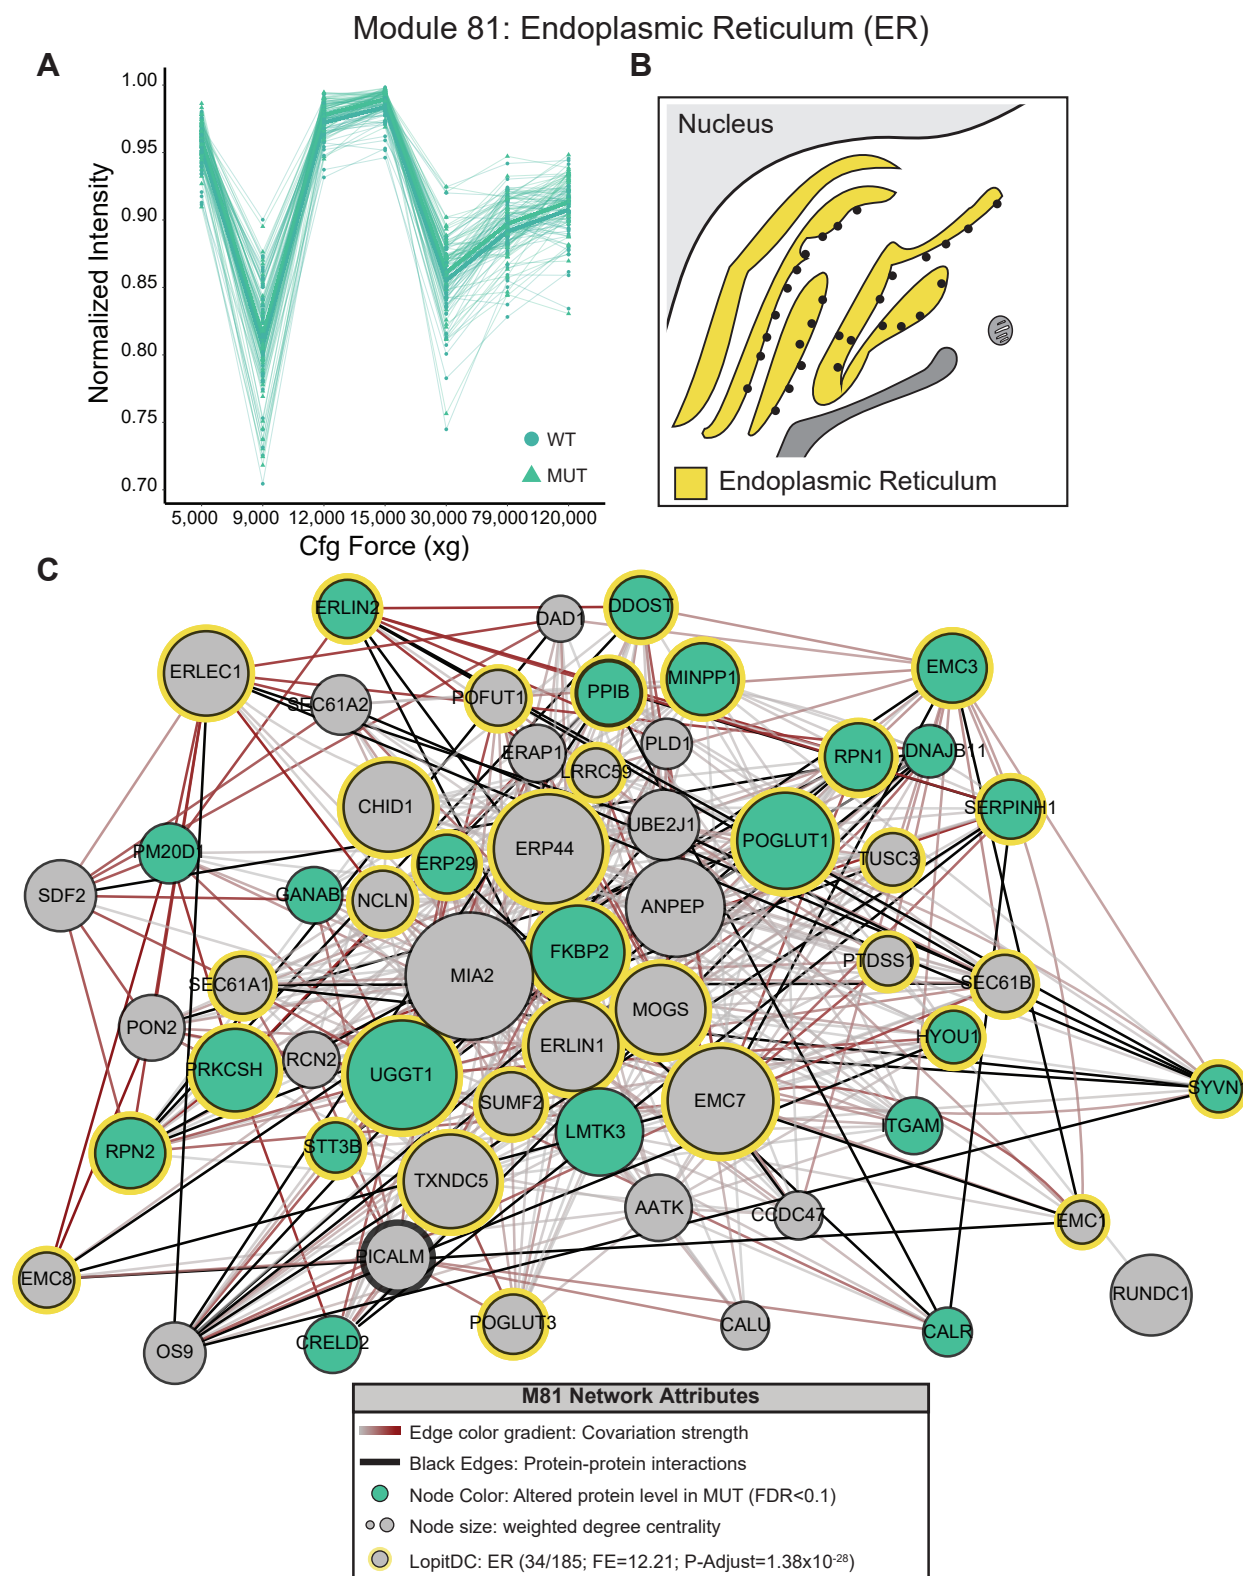 Module 81: Endoplasmic Reticulum (ER)
A
B
1.00
0.95
0.90
0.85
0.80
0.75
0.70
Normalized Intensity
WT
MUT
5,000 9,000 12,000 15,000 30,000 79,000 120,000
Cfg Force (xg)
Nucleus
Endoplasmic Reticulum
C
ERLIN2
DAD1
DDOST
ERLEC1
SEC61A2
POFUT1
PPIB
MINPP1
EMC3
ERAP1
PLD1
LRRC59
RPN1
DNAJB11
CHID1
SERPINH1
UBE2J1
ERP44
POGLUT1
PM20D1
ERP29
TUSC3
SDF2
GANAB
NCLN
ANPEP
FKBP2
MIA2
PTDSS1
SEC61A1
SEC61B
MOGS
PON2
HYOU1
ERLIN1
RCN2
PRKCSH
UGGT1
SYVN1
EMC7
SUMF2
LMTK3
ITGAM
STT3B
RPN2
TXNDC5
AATK
CCDC47
EMC1
PICALM
EMC8
RUNDC1
POGLUT3
CALU
CALR
CRELD2
OS9
M81 Network Attributes
Edge color gradient: Covariation strength
Black Edges: Protein-protein interactions
Node Color: Altered protein level in MUT (FDR<0.1)
Node size: weighted degree centrality
LopitDC: ER (34/185; FE=12.21; P-Adjust=1.38x10⁻²⁸)